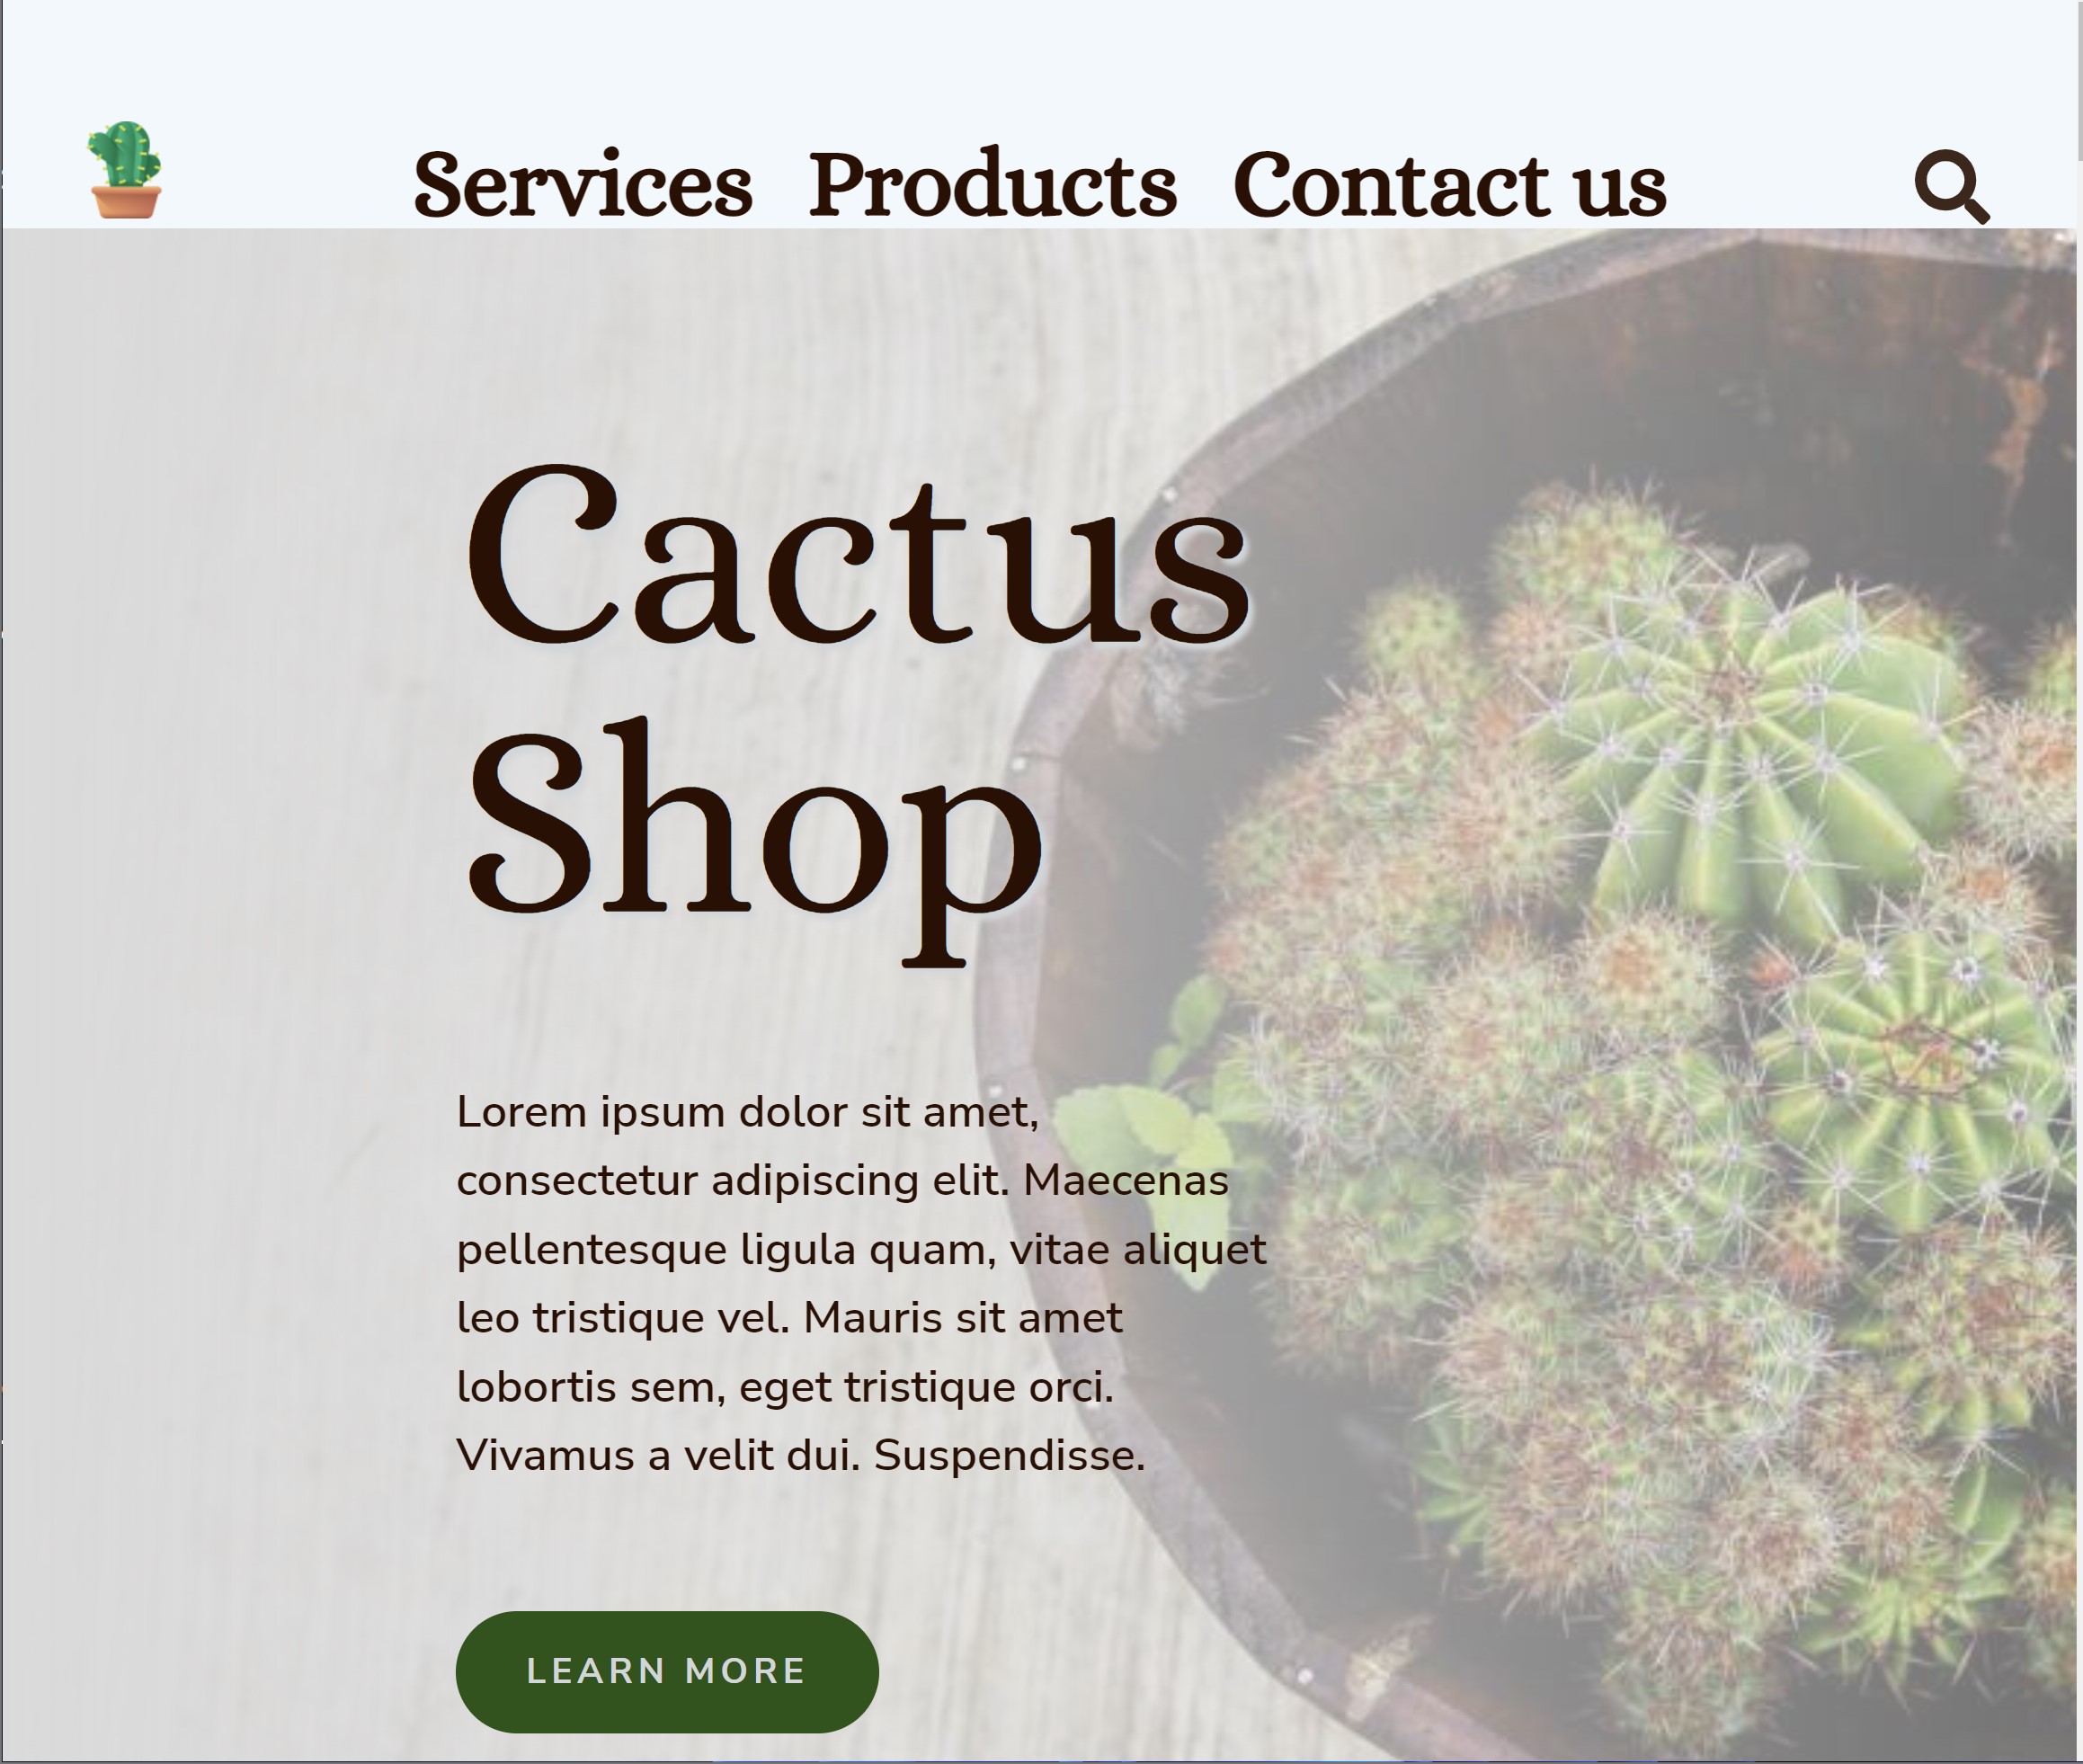 Services Products Contact us
Cactus
Shop
Lorem ipsum dolor sit amet,
consectetur adipiscing elit. Maecenas
pellentesque ligula quam, vitae aliquet
leo tristique vel. Mauris sit amet
lobortis sem, eget tristique orci.
Vivamus a velit dui. Suspendisse.
LEARN MORE